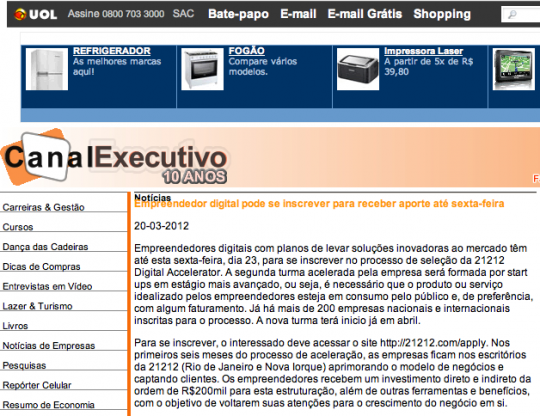 UOL Assine 0800 703 3000 SAC Bate-papo E-mail E-mail Grátis Shopping
REFRIGERADOR
As melhores marcas
aqui!
FOGÃO
Compare vários
modelos.
Impressora Laser
A partir de 5x de R$
39,80
CanalExecutivo
10 ANOS
F
Carreiras & Gestão
Cursos
Dança das Cadeiras
Dicas de Compras
Entrevistas em Vídeo
Lazer & Turismo
Livros
Notícias de Empresas
Pesquisas
Repórter Celular
Resumo de Economia
Notícias
Empreendedor digital pode se inscrever para receber aporte até sexta-feira
20-03-2012
Empreendedores digitais com planos de levar soluções inovadoras ao mercado têm
até esta sexta-feira, dia 23, para se inscrever no processo de seleção da 21212
Digital Accelerator. A segunda turma acelerada pela empresa será formada por start
ups em estágio mais avançado, ou seja, é necessário que o produto ou serviço
idealizado pelos empreendedores esteja em consumo pelo público e, de preferência,
com algum faturamento. Já há mais de 200 empresas nacionais e internacionais
inscritas para o processo. A nova turma terá inicio já em abril.
Para se inscrever, o interessado deve acessar o site http://21212.com/apply. Nos
primeiros seis meses do processo de aceleração, as empresas ficam nos escritórios
da 21212 (Rio de Janeiro e Nova Iorque) aprimorando o modelo de negócios e
captando clientes. Os empreendedores recebem um investimento direto e indireto da
ordem de R$200mil para esta estruturação, além de outras ferramentas e benefícios,
com o objetivo de voltarem suas atenções para o crescimento do negócio em si.